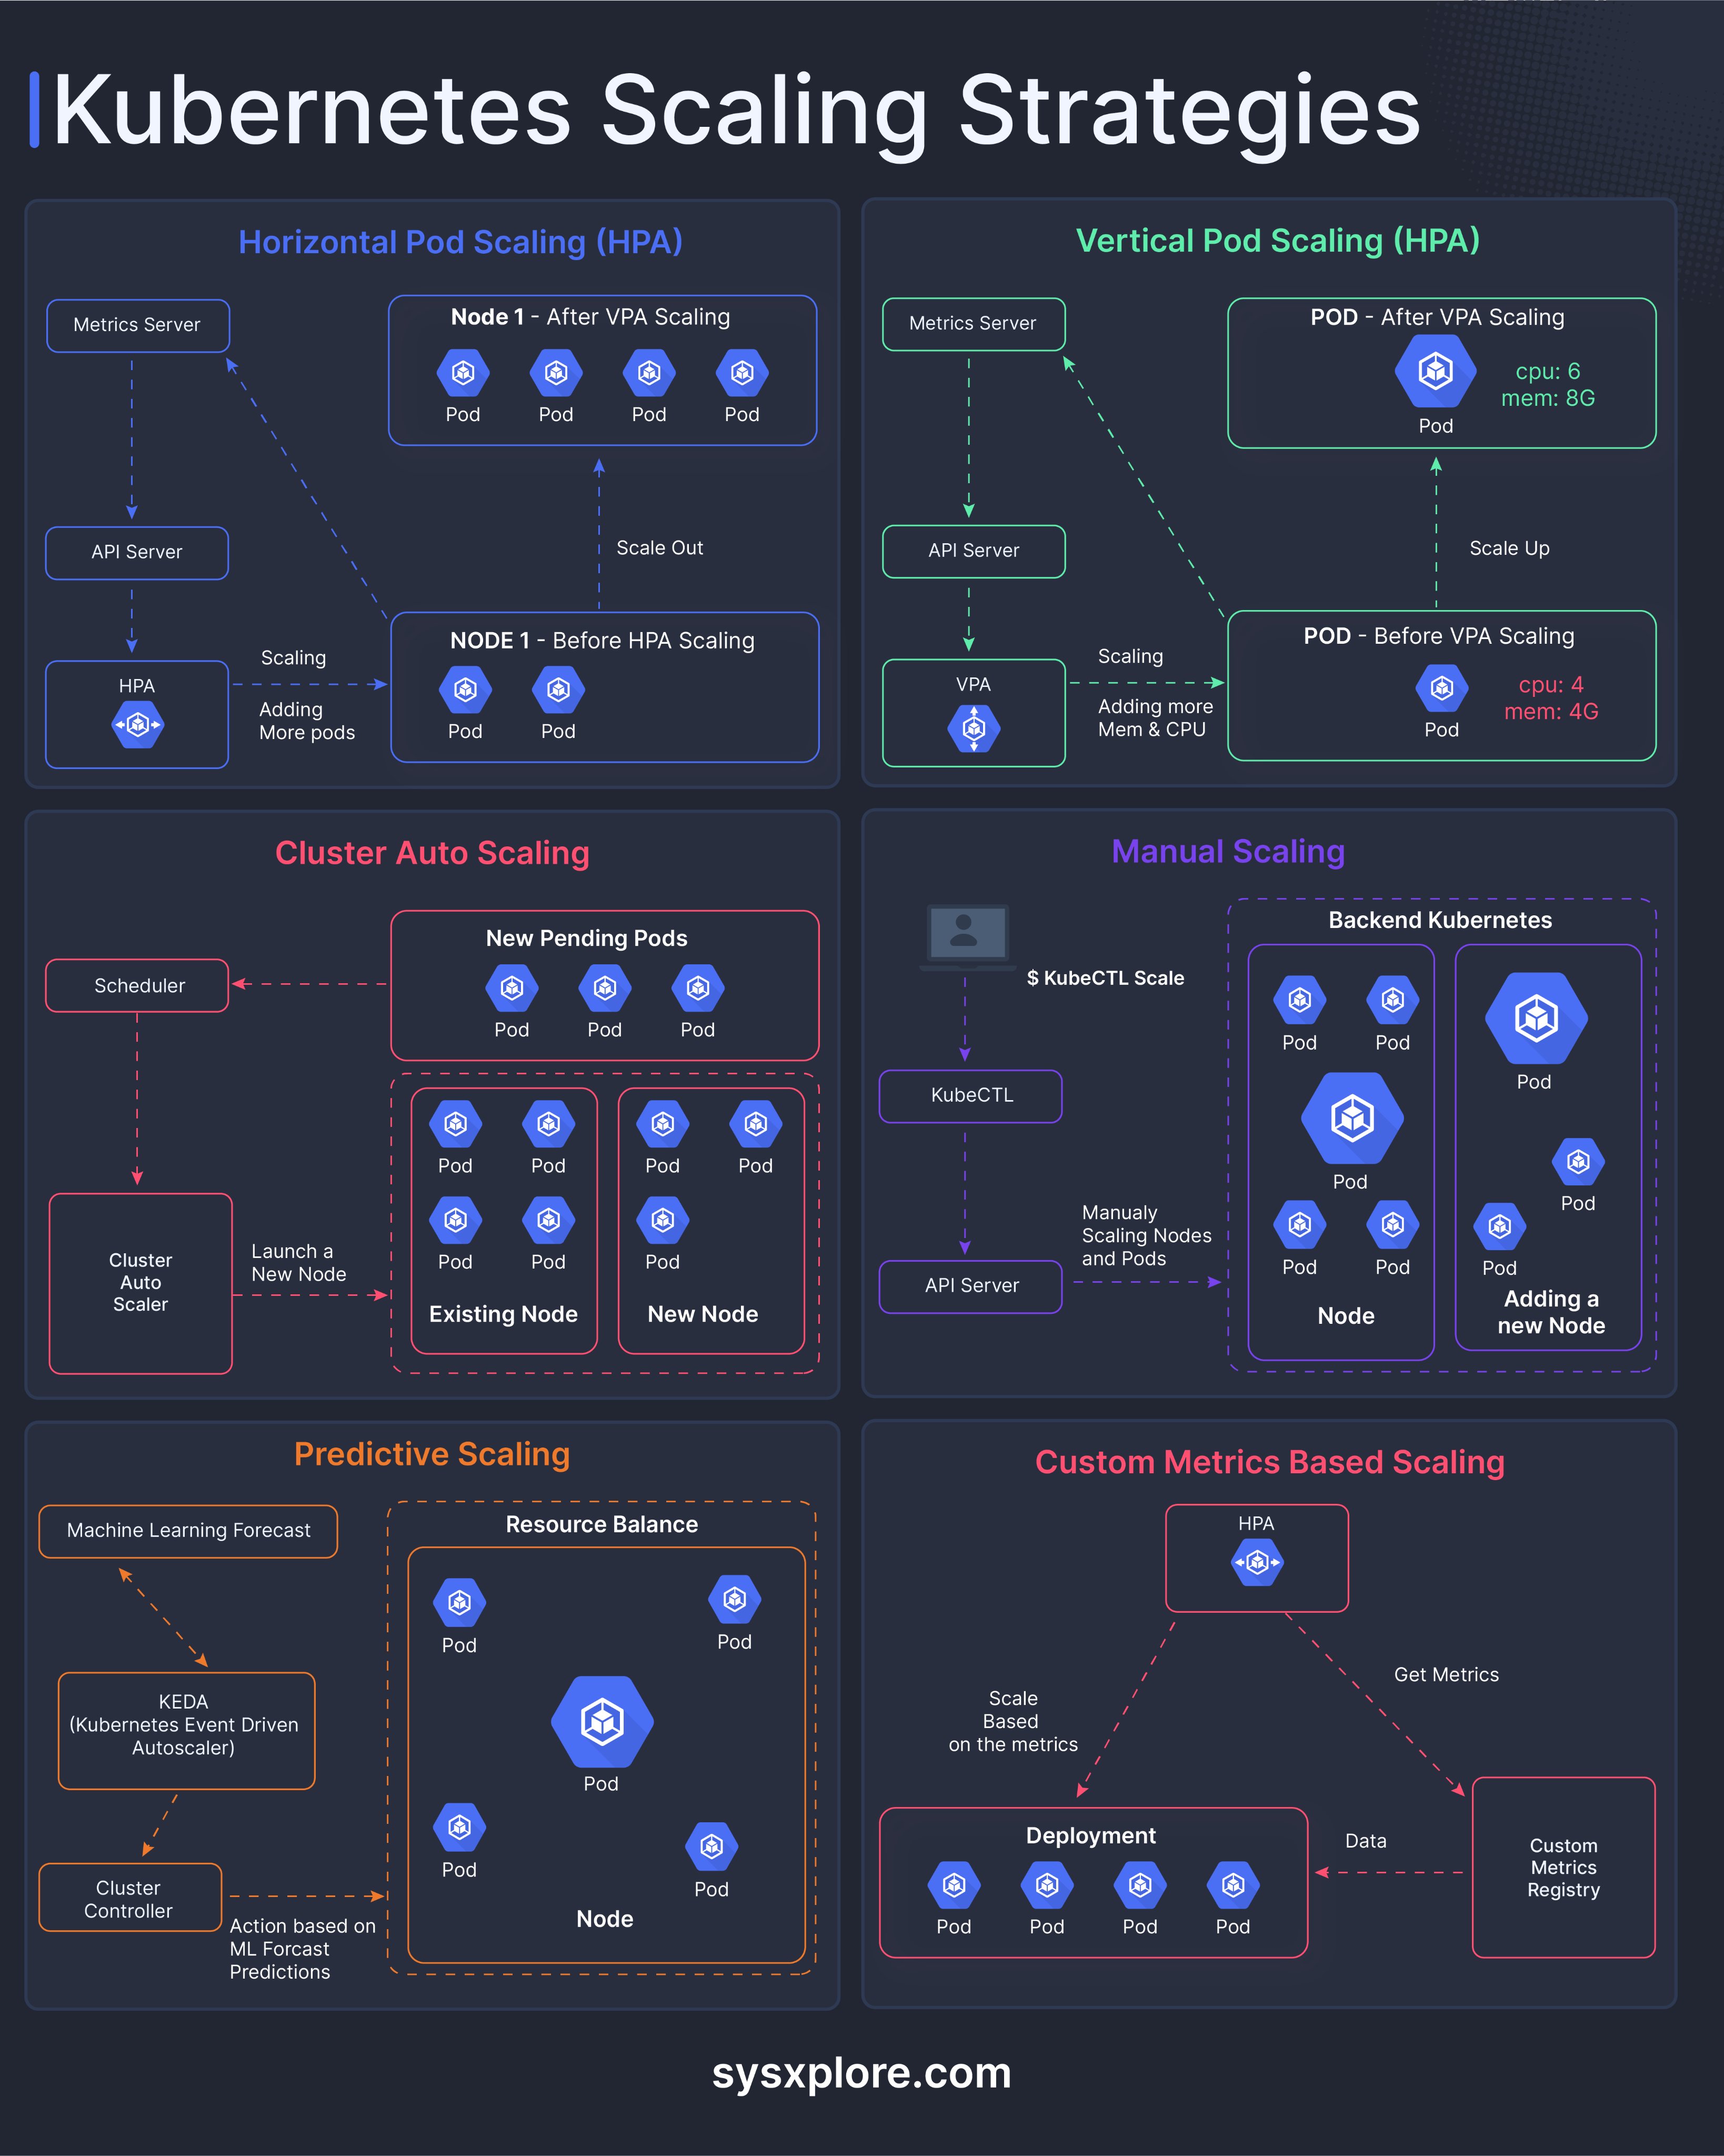 Kubernetes Scaling Strategies
Horizontal Pod Scaling (HPA)
Metrics Server
Node 1 - After VPA Scaling
Pod
Pod
Pod
Pod
API Server
Scale Out
HPA
Scaling
Adding
More pods
NODE 1 - Before HPA Scaling
Pod
Pod
Vertical Pod Scaling (HPA)
Metrics Server
POD - After VPA Scaling
cpu: 6
mem: 8G
Pod
API Server
Scale Up
VPA
Scaling
Adding more
Mem & CPU
POD - Before VPA Scaling
cpu: 4
mem: 4G
Pod
Cluster Auto Scaling
New Pending Pods
Pod
Pod
Pod
Scheduler
Cluster
Auto
Scaler
Launch a
New Node
Pod
Pod
Pod
Pod
Existing Node
Pod
Pod
Pod
New Node
Manual Scaling
$ KubeCTL Scale
KubeCTL
API Server
Manualy
Scaling Nodes
and Pods
Backend Kubernetes
Pod
Pod
Pod
Pod
Pod
Node
Pod
Pod
Pod
Adding a
new Node
Predictive Scaling
Machine Learning Forecast
KEDA
(Kubernetes Event Driven
Autoscaler)
Cluster
Controller
Action based on
ML Forcast
Predictions
Resource Balance
Pod
Pod
Pod
Pod
Pod
Node
Custom Metrics Based Scaling
HPA
Get Metrics
Scale
Based
on the metrics
Deployment
Pod
Pod
Pod
Pod
Data
Custom
Metrics
Registry
sysxplore.com